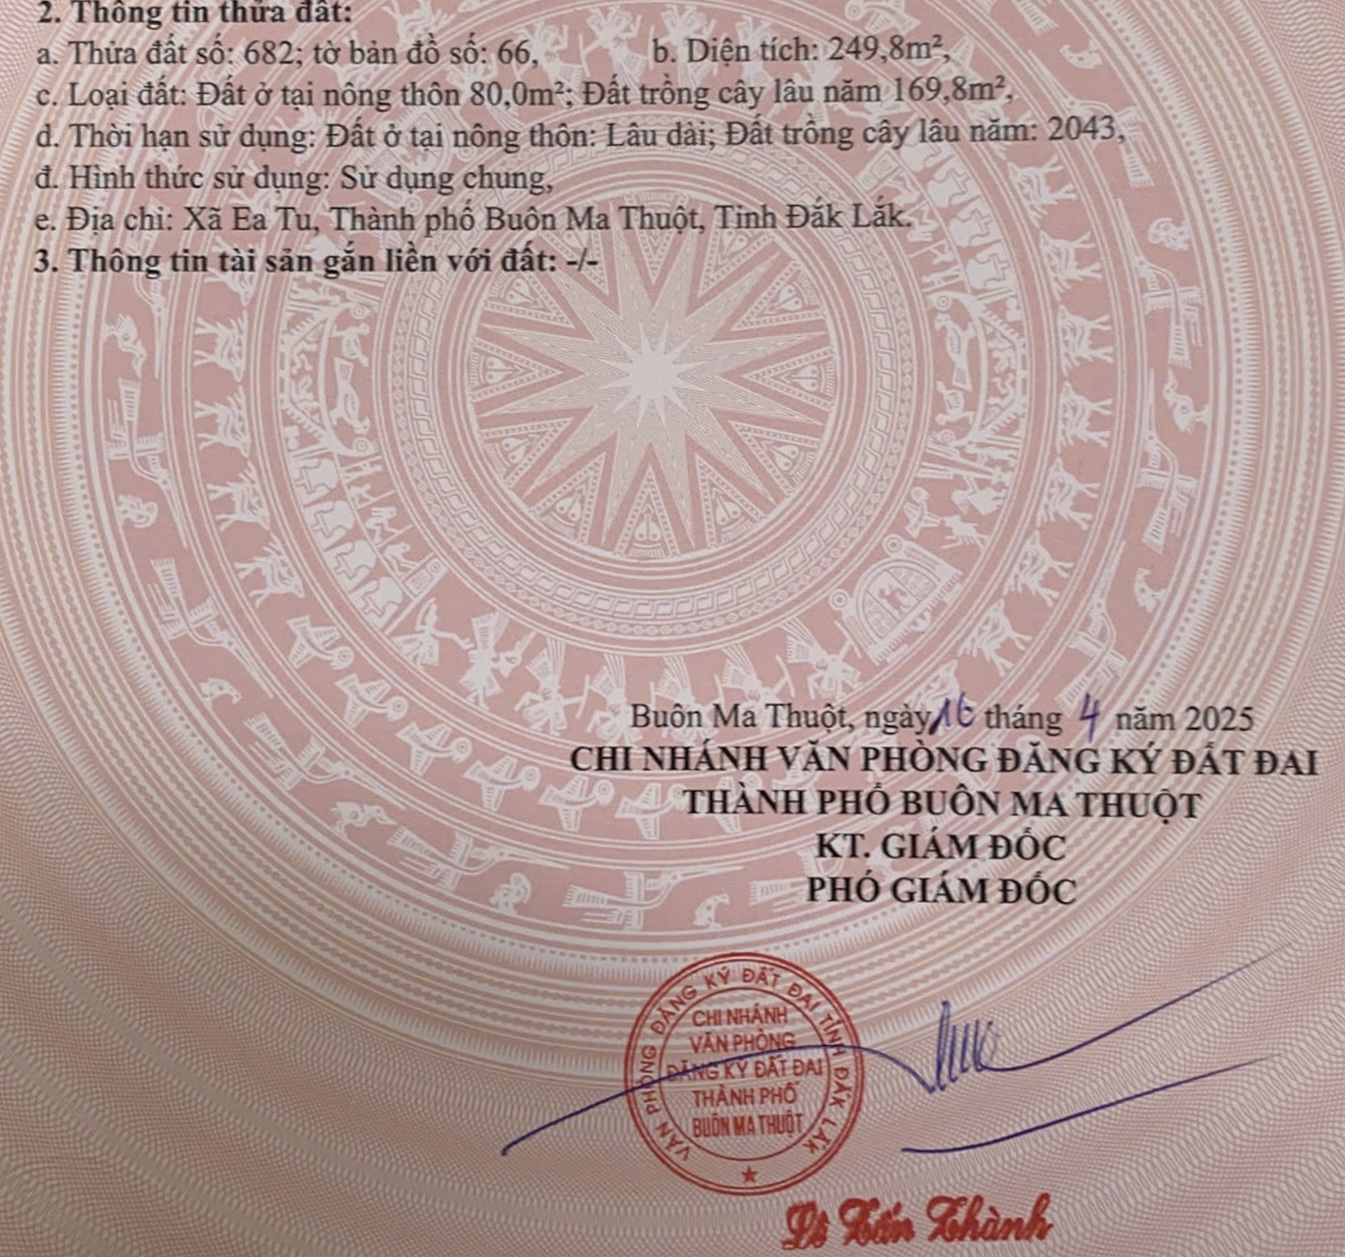 2. Thông tin thửa đất:
a. Thửa đất số: 682; tờ bản đồ số: 66, b. Diện tích: 249,8m²,
c. Loại đất: Đất ở tại nông thôn 80,0m²; Đất trồng cây lâu năm 169,8m²,
d. Thời hạn sử dụng: Đất ở tại nông thôn: Lâu dài; Đất trồng cây lâu năm: 2043,
đ. Hình thức sử dụng: Sử dụng chung,
e. Địa chỉ: Xã Ea Tu, Thành phố Buôn Ma Thuột, Tỉnh Đắk Lắk.
3. Thông tin tài sản gắn liền với đất: -/-
Buôn Ma Thuột, ngày 16 tháng 4 năm 2025
CHI NHÁNH VĂN PHÒNG ĐĂNG KÝ ĐẤT ĐAI
THÀNH PHỐ BUÔN MA THUỘT
KT. GIÁM ĐỐC
PHÓ GIÁM ĐỐC
VĂN PHÒNG ĐĂNG KÝ ĐẤT ĐAI TỈNH ĐẮK LẮK
CHI NHÁNH
VĂN PHÒNG
ĐĂNG KÝ ĐẤT ĐAI
THÀNH PHỐ
BUÔN MA THUỘT
Lê Tấn Thành